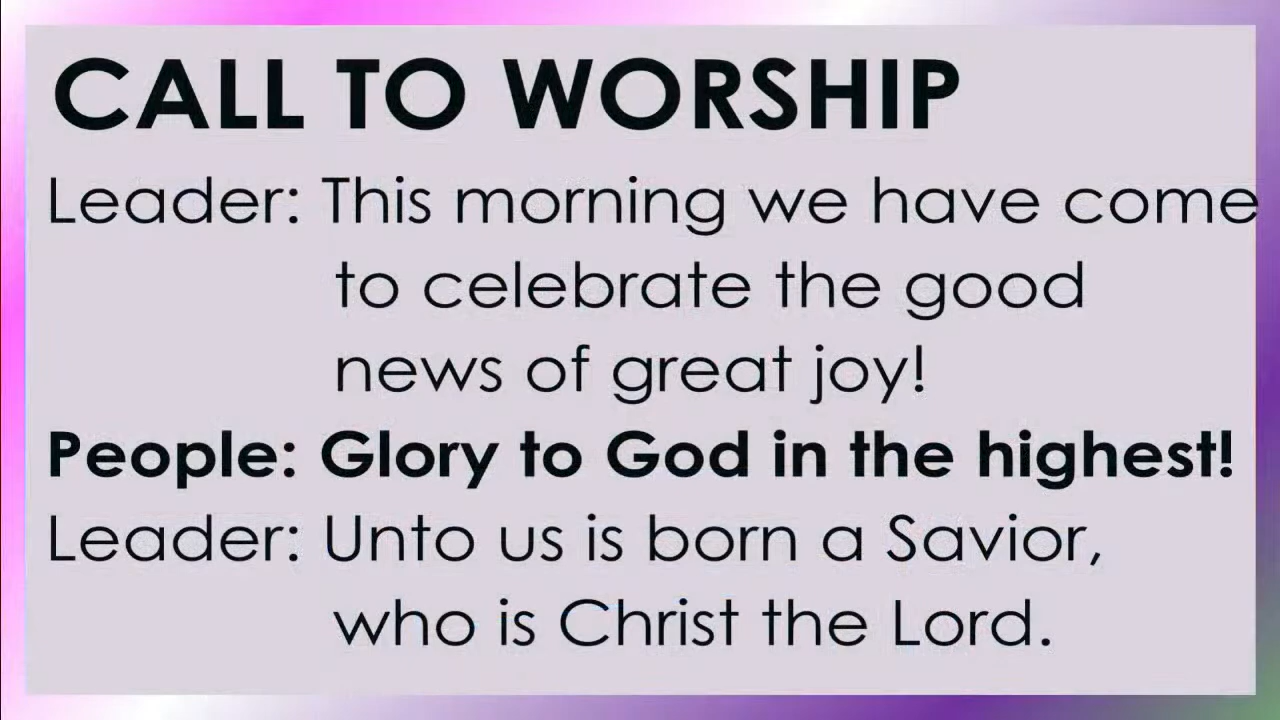 CALL TO WORSHIP
Leader: This morning we have come
to celebrate the good
news of great joy!
People: Glory to God in the highest!
Leader: Unto us is born a Savior,
who is Christ the Lord.